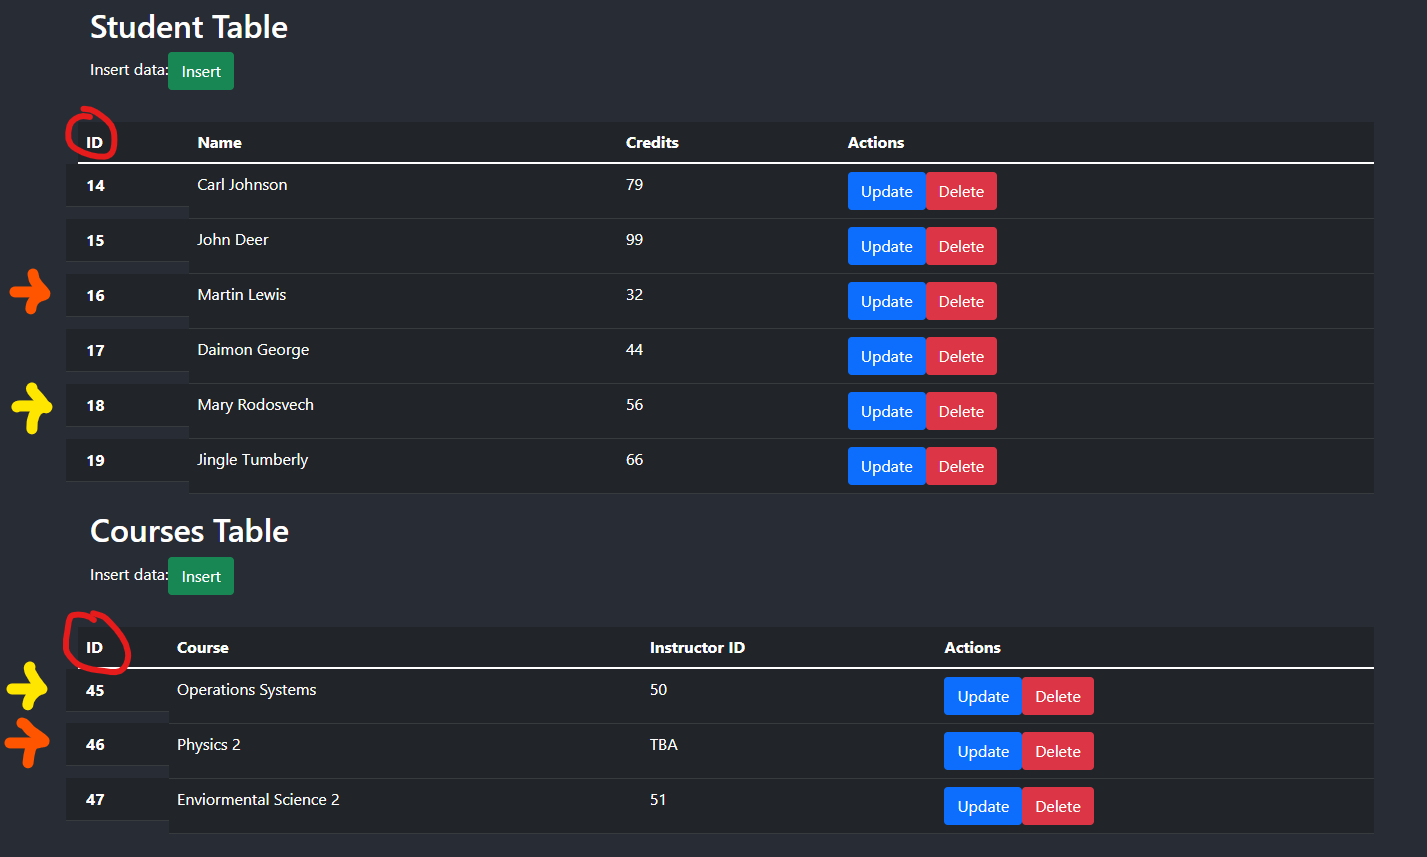 Student Table
Insert data: Insert
ID Name Credits Actions
14 Carl Johnson 79 Update Delete
15 John Deer 99 Update Delete
16 Martin Lewis 32 Update Delete
17 Daimon George 44 Update Delete
18 Mary Rodosvech 56 Update Delete
19 Jingle Tumberly 66 Update Delete
Courses Table
Insert data: Insert
ID Course Instructor ID Actions
45 Operations Systems 50 Update Delete
46 Physics 2 TBA Update Delete
47 Enviormental Science 2 51 Update Delete